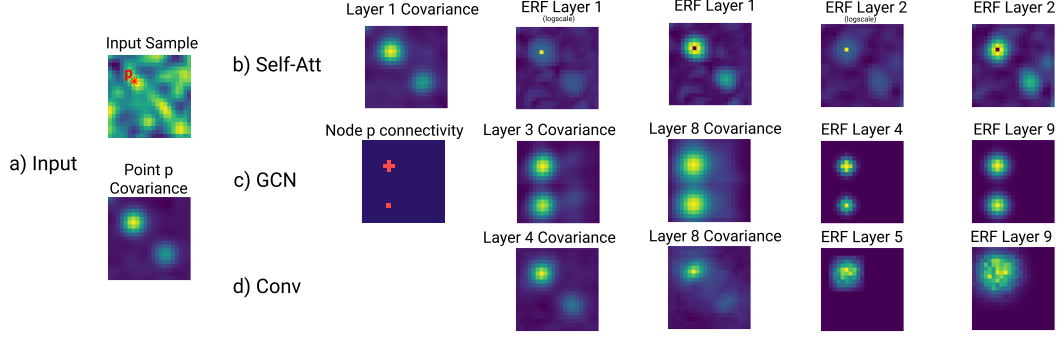 Layer 1 Covariance
ERF Layer 1
(logscale)
ERF Layer 1
ERF Layer 2
(logscale)
ERF Layer 2
Input Sample
p
b) Self-Att
Node p connectivity
Layer 3 Covariance
Layer 8 Covariance
ERF Layer 4
ERF Layer 9
a) Input
Point p
Covariance
c) GCN
Layer 4 Covariance
Layer 8 Covariance
ERF Layer 5
ERF Layer 9
d) Conv